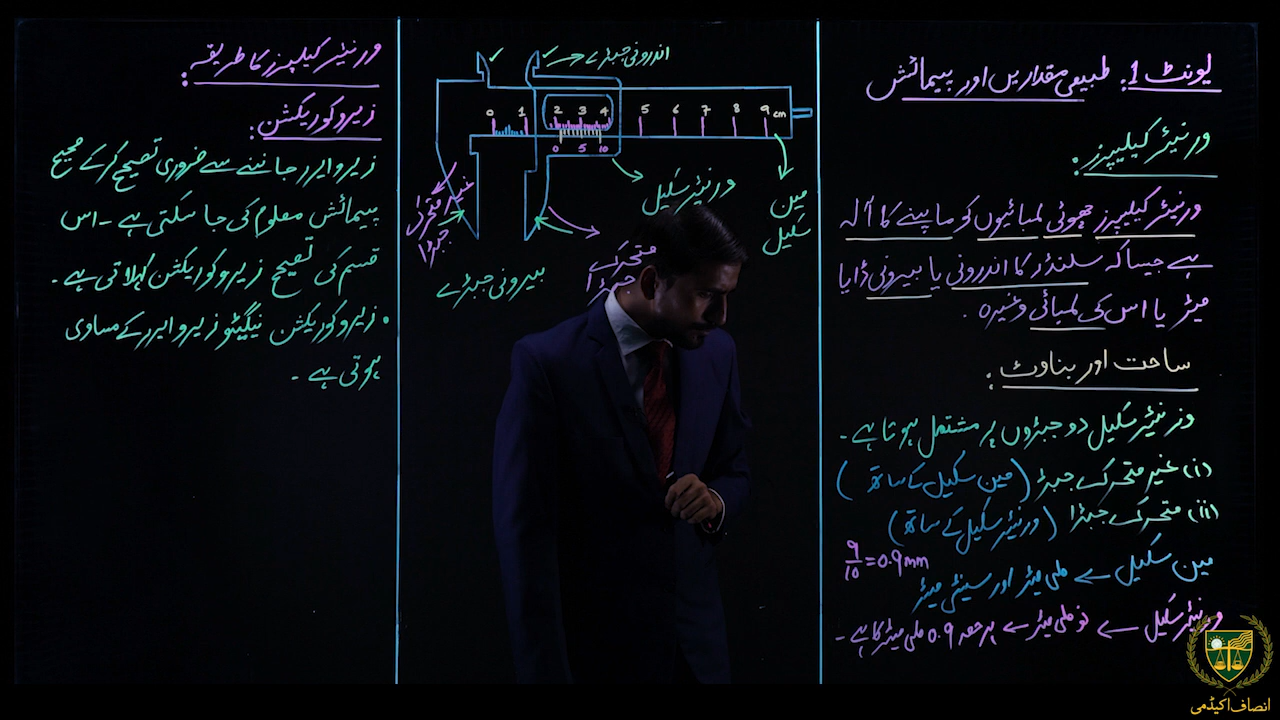 یونٹ 1: طبیعی مقداریں اور پیمائش
ورنیئر کیلیپرز:
ورنیئر کیلیپرز چھوٹی لمبائیوں کو ماپنے کا آلہ
ہے جیسا کہ سلنڈر کا اندرونی یا بیرونی ڈایا
میٹر یا اس کی لمبائی وغیرہ .
ساخت اور بناوٹ :
ورنیئر سکیل دو جبڑوں پر مشتمل ہوتا ہے ۔
(i) غیر متحرک جبڑا (مین سکیل کے ساتھ)
(ii) متحرک جبڑا (ورنیئر سکیل کے ساتھ)
9/10 = 0.9mm
مین سکیل ← ملی میٹر اور سینٹی میٹر
ورنیئر سکیل ← نو ملی میٹر ← ہر حصہ 0.9 ملی میٹر کا ہے ۔
اندرونی جبڑے
0 1 2 3 4 5 6 7 8 9 cm
0 5 10
ورنیئر سکیل
مین سکیل
غیر متحرک جبڑا
متحرک جبڑا
بیرونی جبڑے
ورنیئر کیلیپرز کا طریقہ :
زیرو کوریکشن :
زیرو ایرر جاننے سے ضروری تصیح کر کے صحیح
پیمائش معلوم کی جا سکتی ہے ۔ اس
قسم کی تصیح زیرو کوریکشن کہلاتی ہے ۔
• زیرو کوریکشن نیگیٹو زیرو ایرر کے مساوی
ہوتی ہے ۔
انصاف اکیڈمی